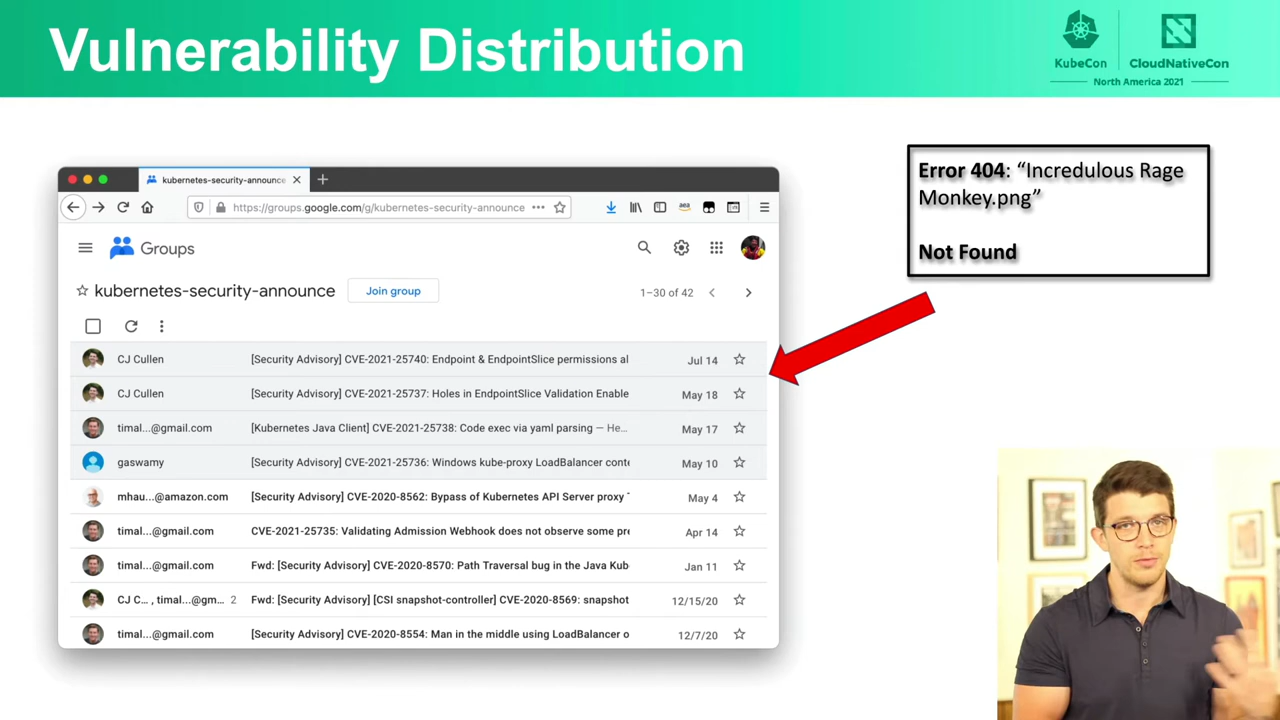 Vulnerability Distribution
KubeCon
CloudNativeCon
North America 2021
kubernetes-security-announce
https://groups.google.com/g/kubernetes-security-announce
aea
Groups
kubernetes-security-announce
Join group
1–30 of 42
CJ Cullen [Security Advisory] CVE-2021-25740: Endpoint & EndpointSlice permissions al Jul 14
CJ Cullen [Security Advisory] CVE-2021-25737: Holes in EndpointSlice Validation Enable May 18
timal...@gmail.com [Kubernetes Java Client] CVE-2021-25738: Code exec via yaml parsing — He... May 17
gaswamy [Security Advisory] CVE-2021-25736: Windows kube-proxy LoadBalancer conte May 10
mhau...@amazon.com [Security Advisory] CVE-2020-8562: Bypass of Kubernetes API Server proxy May 4
timal...@gmail.com CVE-2021-25735: Validating Admission Webhook does not observe some pre Apr 14
timal...@gmail.com Fwd: [Security Advisory] CVE-2020-8570: Path Traversal bug in the Java Kub Jan 11
CJ C... , timal...@gm... 2 Fwd: [Security Advisory] [CSI snapshot-controller] CVE-2020-8569: snapshot 12/15/20
timal...@gmail.com [Security Advisory] CVE-2020-8554: Man in the middle using LoadBalancer o 12/7/20
Error 404: “Incredulous Rage
Monkey.png”
Not Found